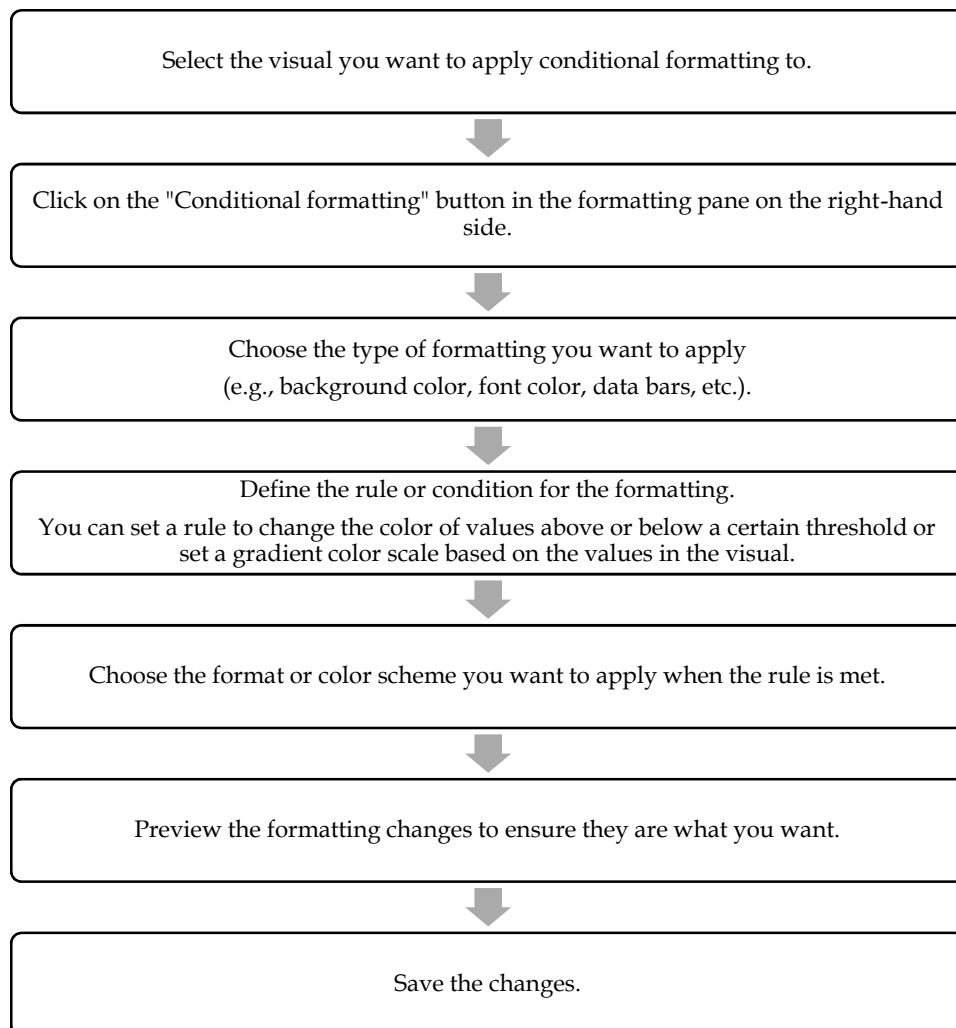 Select the visual you want to apply conditional formatting to.
Click on the "Conditional formatting" button in the formatting pane on the right-hand
side.
Choose the type of formatting you want to apply
(e.g., background color, font color, data bars, etc.).
Define the rule or condition for the formatting.
You can set a rule to change the color of values above or below a certain threshold or
set a gradient color scale based on the values in the visual.
Choose the format or color scheme you want to apply when the rule is met.
Preview the formatting changes to ensure they are what you want.
Save the changes.